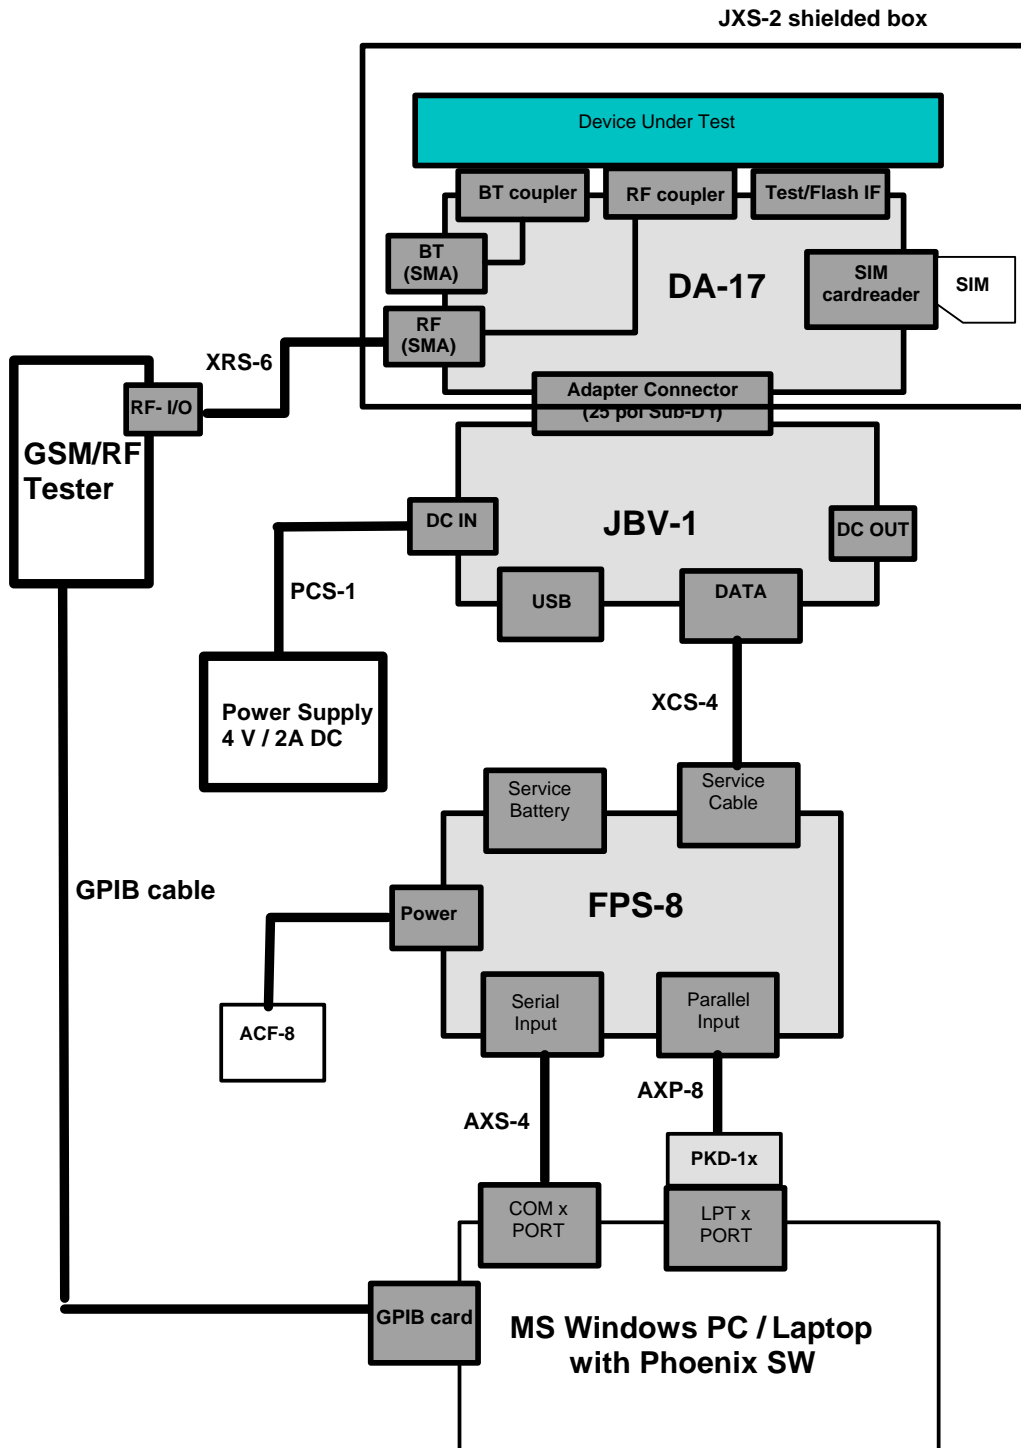 JXS-2 shielded box
Device Under Test
BT coupler
RF coupler
Test/Flash IF
BT
(SMA)
DA-17
SIM
cardreader
SIM
RF
(SMA)
XRS-6
Adapter Connector
(25 pol Sub-D f)
RF- I/O
GSM/RF
Tester
DC IN
JBV-1
DC OUT
PCS-1
USB
DATA
XCS-4
Power Supply
4 V / 2A DC
Service
Battery
Service
Cable
GPIB cable
Power
FPS-8
Serial
Input
Parallel
Input
ACF-8
AXS-4
AXP-8
PKD-1x
COM x
PORT
LPT x
PORT
GPIB card
MS Windows PC / Laptop
with Phoenix SW